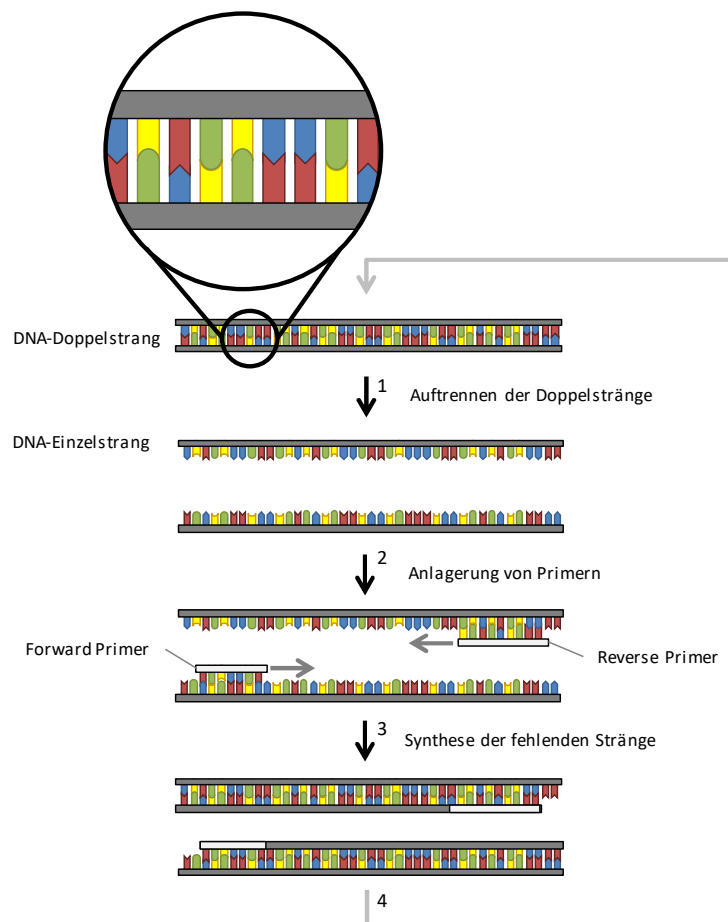 DNA-Doppelstrang
1 Auftrennen der Doppelstränge
DNA-Einzelstrang
2 Anlagerung von Primern
Forward Primer
Reverse Primer
3 Synthese der fehlenden Stränge
4